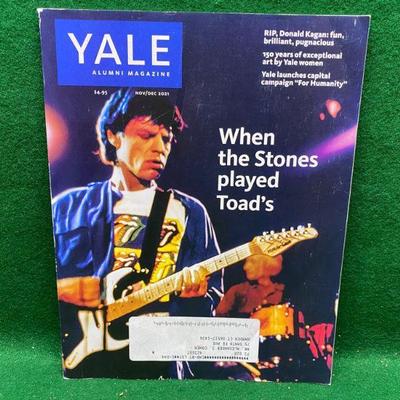 YALE
ALUMNI MAGAZINE
$4.95
NOV/DEC 2021
RIP, Donald Kagan: fun,
brilliant, pugnacious
150 years of exceptional
art by Yale women
Yale launches capital
campaign "For Humanity"
When
the Stones
played
Toad's